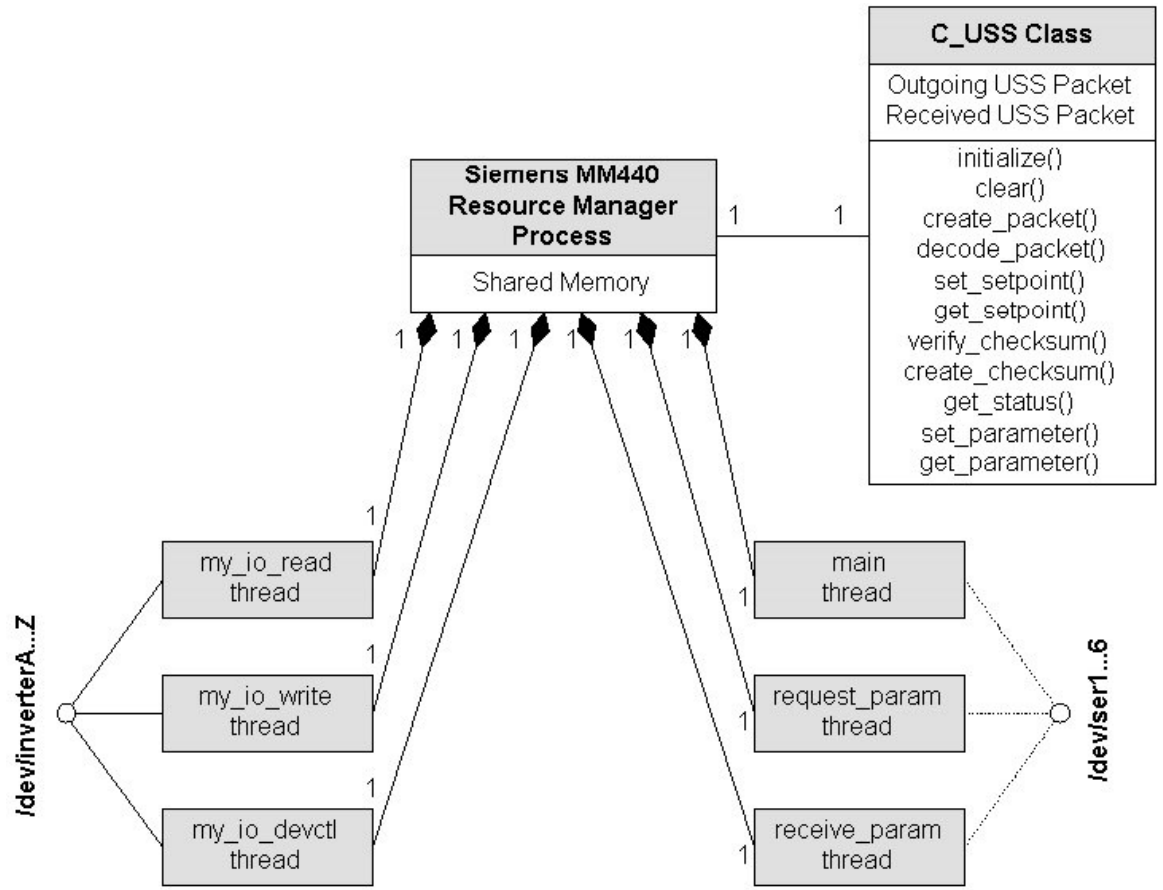 C_USS Class
Outgoing USS Packet
Received USS Packet
initialize()
clear()
create_packet()
decode_packet()
set_setpoint()
get_setpoint()
verify_checksum()
create_checksum()
get_status()
set_parameter()
get_parameter()
Siemens MM440
Resource Manager
Process
Shared Memory
1 1
1 1 1 1 1 1
1
my_io_read
thread
1
my_io_write
thread
1
my_io_devctl
thread
/dev/inverterA...Z
main
thread
1
request_param
thread
1
receive_param
thread
1
/dev/ser1...6